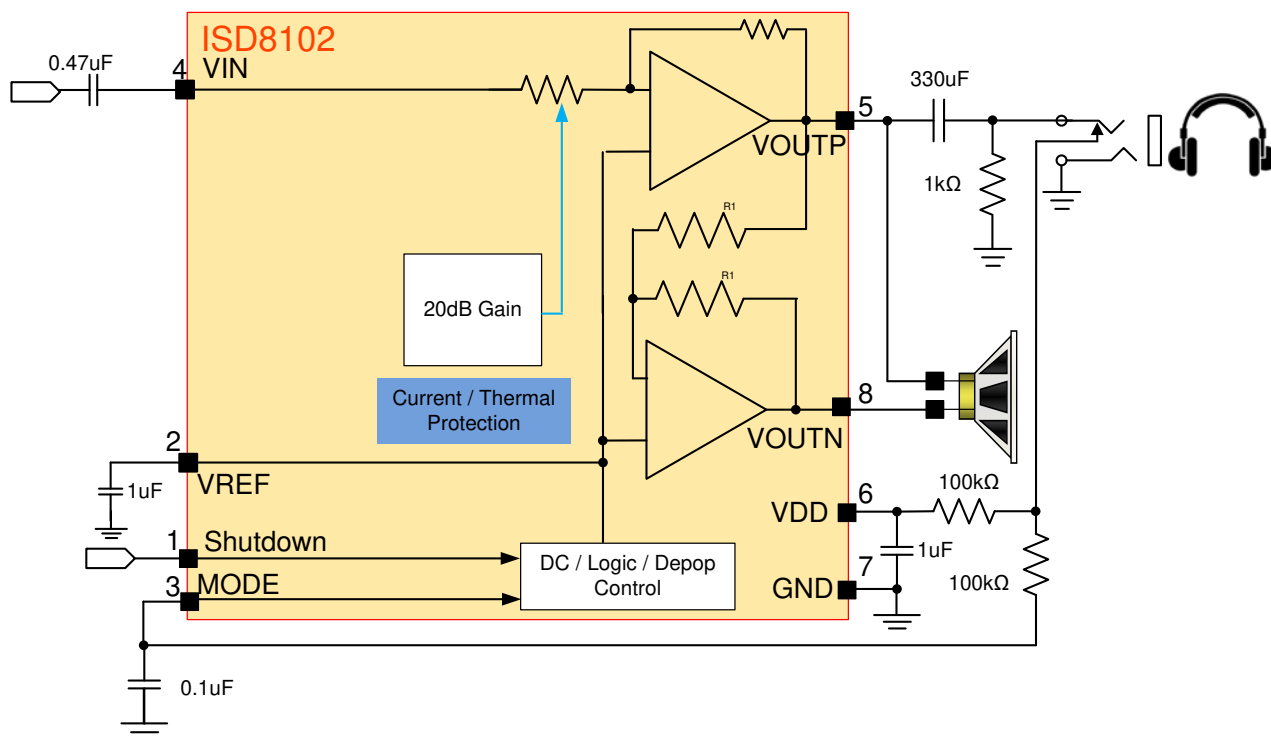 ISD8102
0.47uF
4
VIN
5
VOUTP
330uF
1kΩ
R1
R1
20dB Gain
Current / Thermal
Protection
8
VOUTN
2
VREF
1uF
1
Shutdown
3
MODE
DC / Logic / Depop
Control
VDD
6
100kΩ
1uF
7
GND
100kΩ
0.1uF